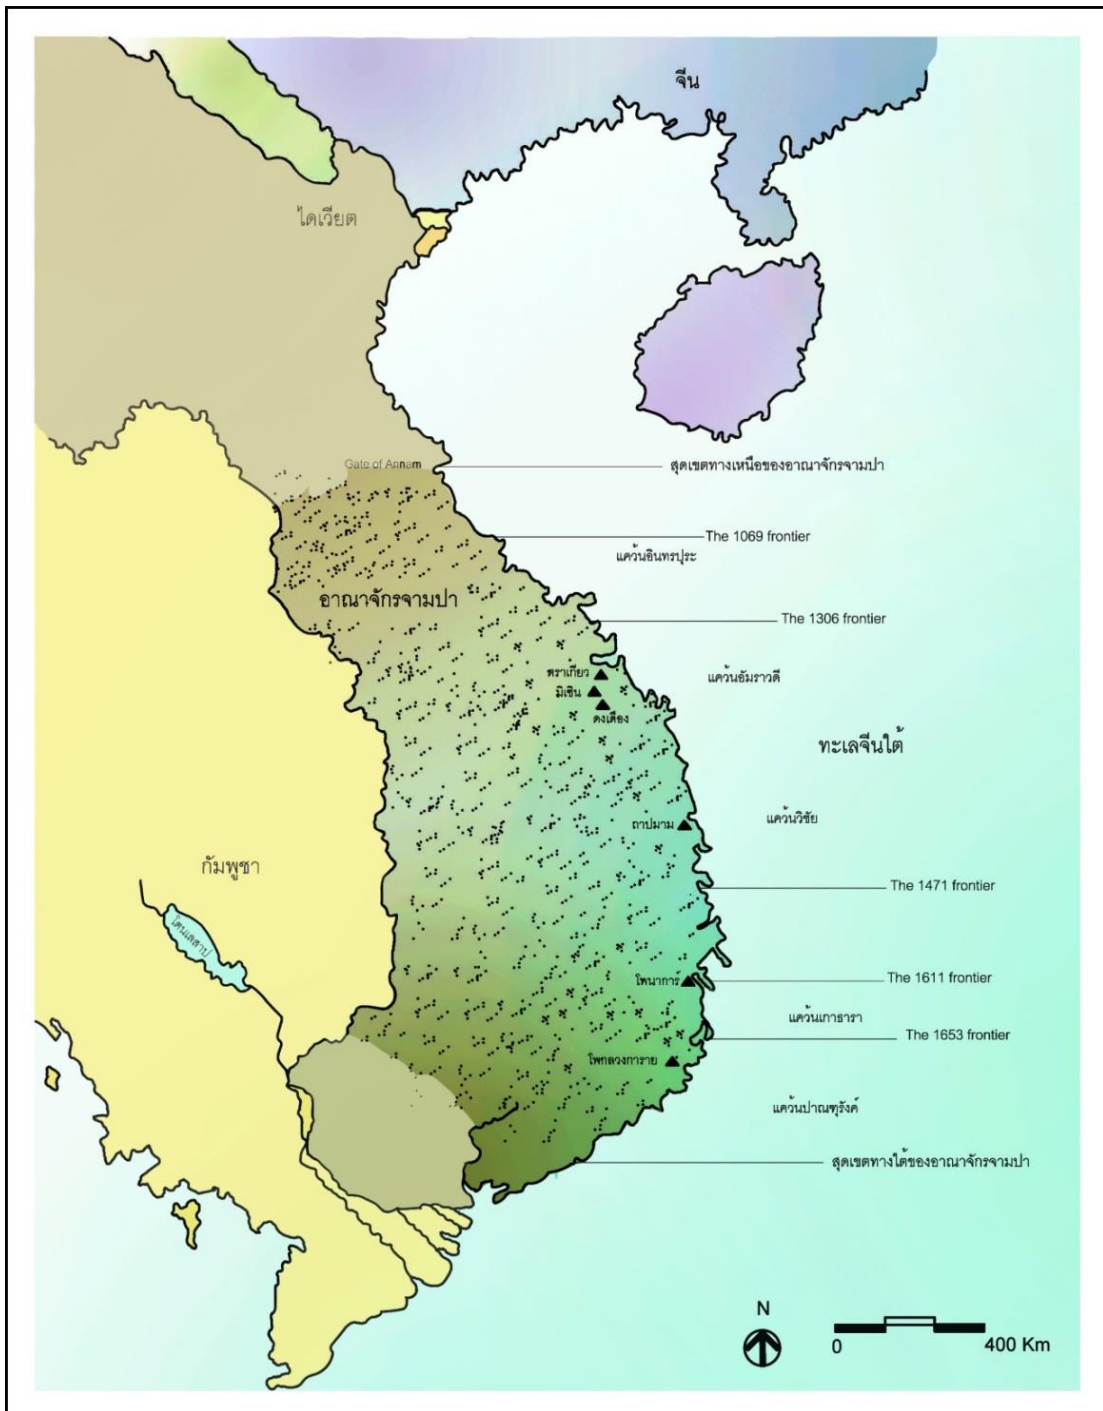 จีน
ไดเวียต
Gate of Annam
สุดเขตทางเหนือของอาณาจักรจามปา
The 1069 frontier
แคว้นอินทรปุระ
อาณาจักรจามปา
The 1306 frontier
ตราเกียว
แคว้นอัมราวดี
มิเซิน
ดงเดือง
ทะเลจีนใต้
แคว้นวิชัย
ถาปมาม
กัมพูชา
The 1471 frontier
โตนเลสาป
โพนาการ์
The 1611 frontier
แคว้นเกาธารา
The 1653 frontier
โพกลวงการาย
แคว้นปาณฑุรังค์
สุดเขตทางใต้ของอาณาจักรจามปา
N
0
400 Km